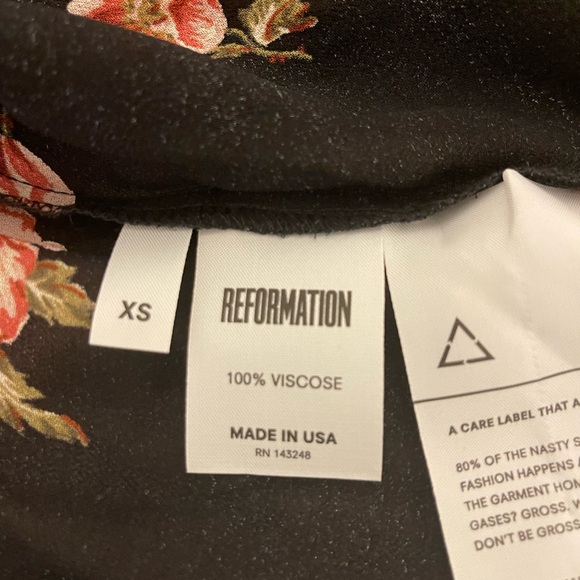 XS
REFORMATION
100% VISCOSE
MADE IN USA
RN 143248
A CARE LABEL THAT
80% OF THE NASTY
FASHION HAPPENS
THE GARMENT
GASES? GROSS,
DON'T BE GROSS